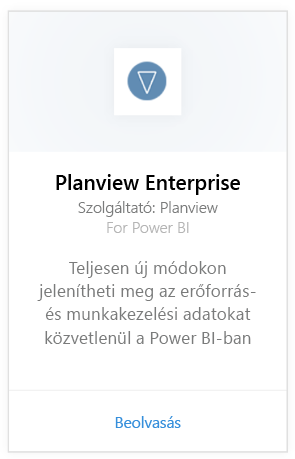 Planview Enterprise
Szolgáltató: Planview
For Power BI
Teljesen új módokon
jelenítheti meg az erőforrás-
és munkakezelési adatokat
közvetlenül a Power BI-ban
Beolvasás